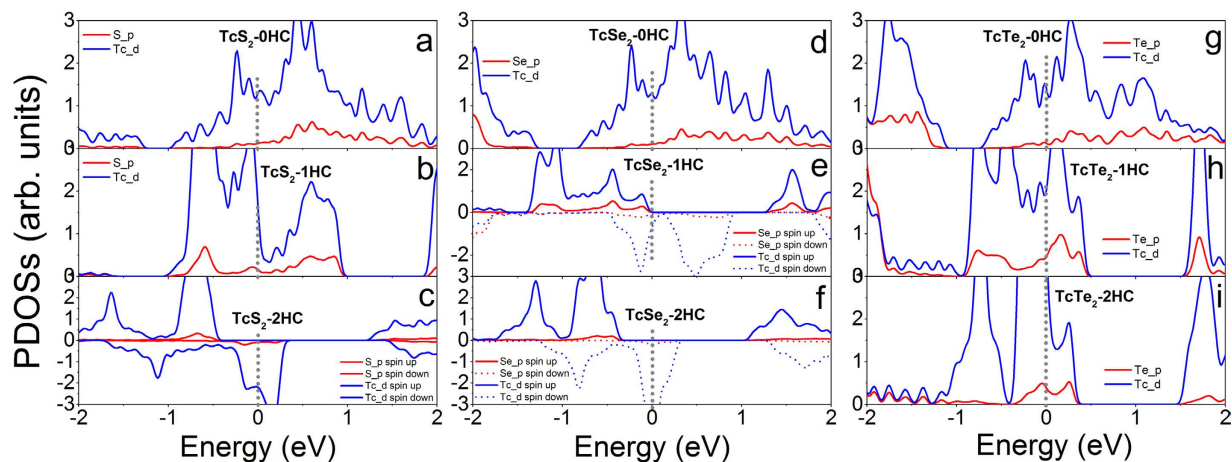 PDOSs (arb. units)
3
2
1
0
S_p
Tc_d
TcS₂-0HC
a
3
2
1
0
Se_p
Tc_d
TcSe₂-0HC
d
3
2
1
0
TcTe₂-0HC
Te_p
Tc_d
g
2
1
0
S_p
Tc_d
TcS₂-1HC
b
2
1
0
-1
-2
3
TcSe₂-1HC
e
Se_p spin up
Se_p spin down
Tc_d spin up
Tc_d spin down
2
1
0
TcTe₂-1HC
h
Te_p
Tc_d
2
1
0
-1
-2
-3
TcS₂-2HC
c
S_p spin up
S_p spin down
Tc_d spin up
Tc_d spin down
2
1
0
-1
-2
-3
TcSe₂-2HC
f
Se_p spin up
Se_p spin down
Tc_d spin up
Tc_d spin down
2
1
0
TcTe₂-2HC
i
Te_p
Tc_d
-2 -1 0 1 2
-2 -1 0 1 2
-2 -1 0 1 2
Energy (eV)
Energy (eV)
Energy (eV)